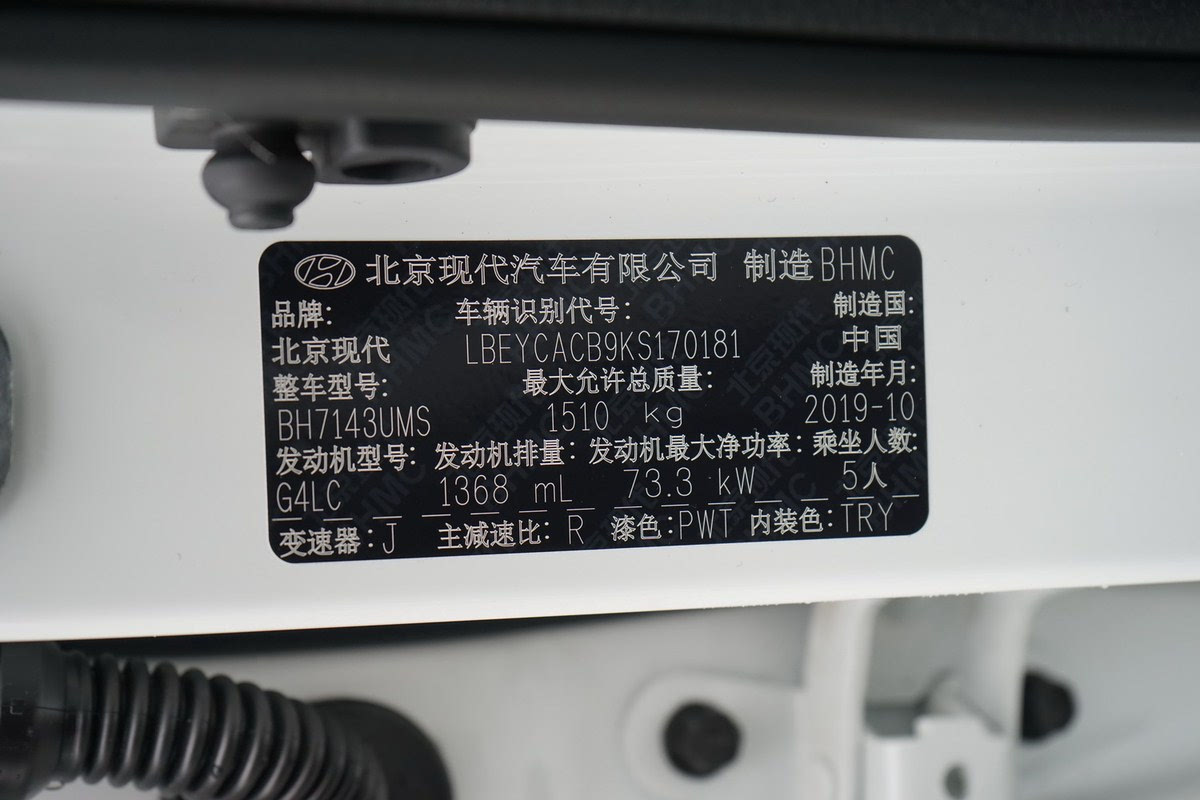 北京现代汽车有限公司 制造 BHMC
品牌: 车辆识别代号: 制造国:
北京现代 LBEYCACB9KS170181 中国
整车型号: 最大允许总质量: 制造年月:
BH7143UMS 1510 kg 2019-10
发动机型号: 发动机排量: 发动机最大净功率: 乘坐人数:
G4LC 1368 mL 73.3 kW 5人
变速器: J 主减速比: R 漆色: PWT 内装色: TRY